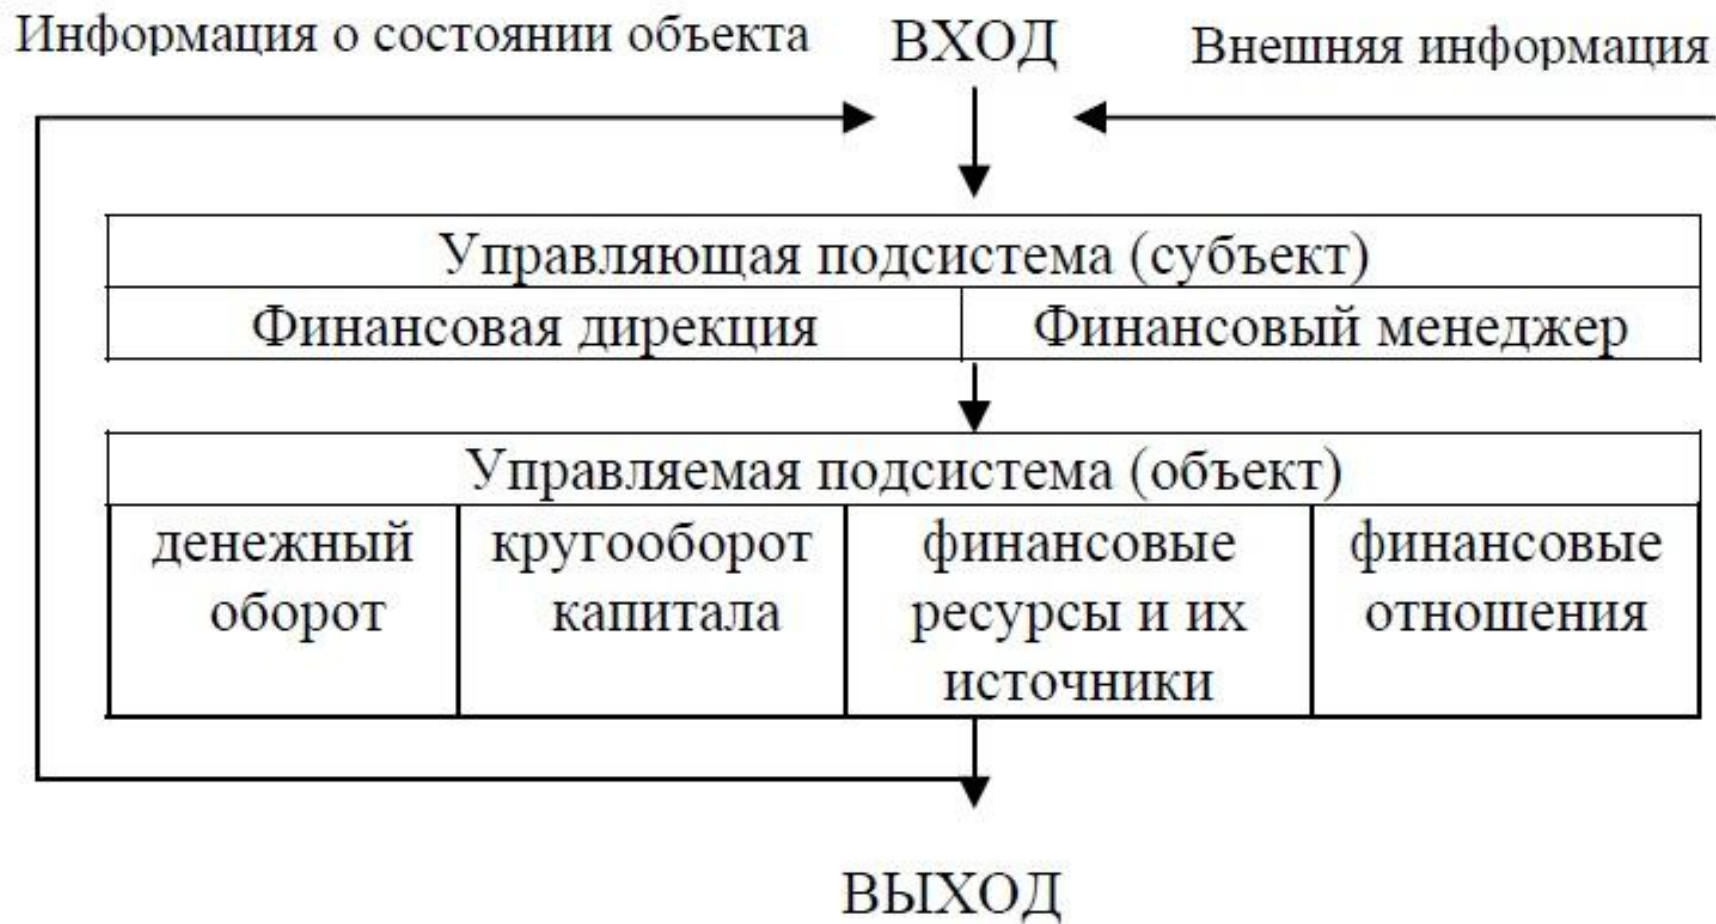 Информация о состоянии объекта ВХОД Внешняя информация
Управляющая подсистема (субъект)
Финансовая дирекция Финансовый менеджер
Управляемая подсистема (объект)
денежный оборот
кругооборот капитала
финансовые ресурсы и их источники
финансовые отношения
ВЫХОД